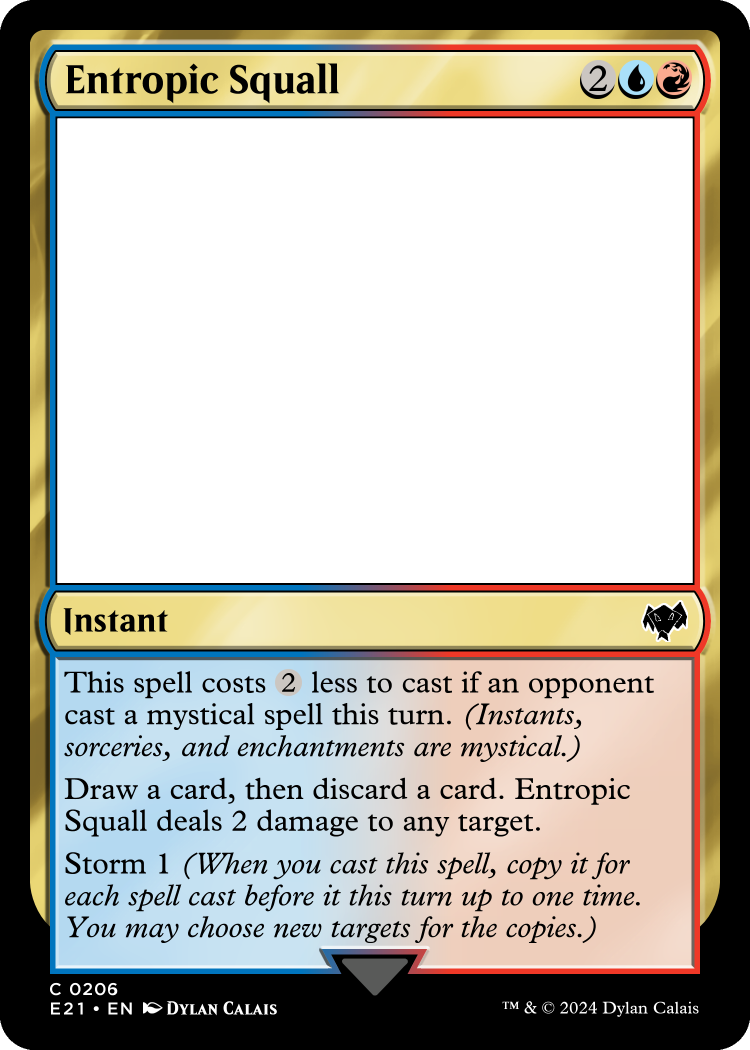 Entropic Squall 2
Instant
This spell costs 2 less to cast if an opponent
cast a mystical spell this turn. (Instants,
sorceries, and enchantments are mystical.)
Draw a card, then discard a card. Entropic
Squall deals 2 damage to any target.
Storm 1 (When you cast this spell, copy it for
each spell cast before it this turn up to one time.
You may choose new targets for the copies.)
C 0206
E21 • EN Dylan Calais
™ & © 2024 Dylan Calais